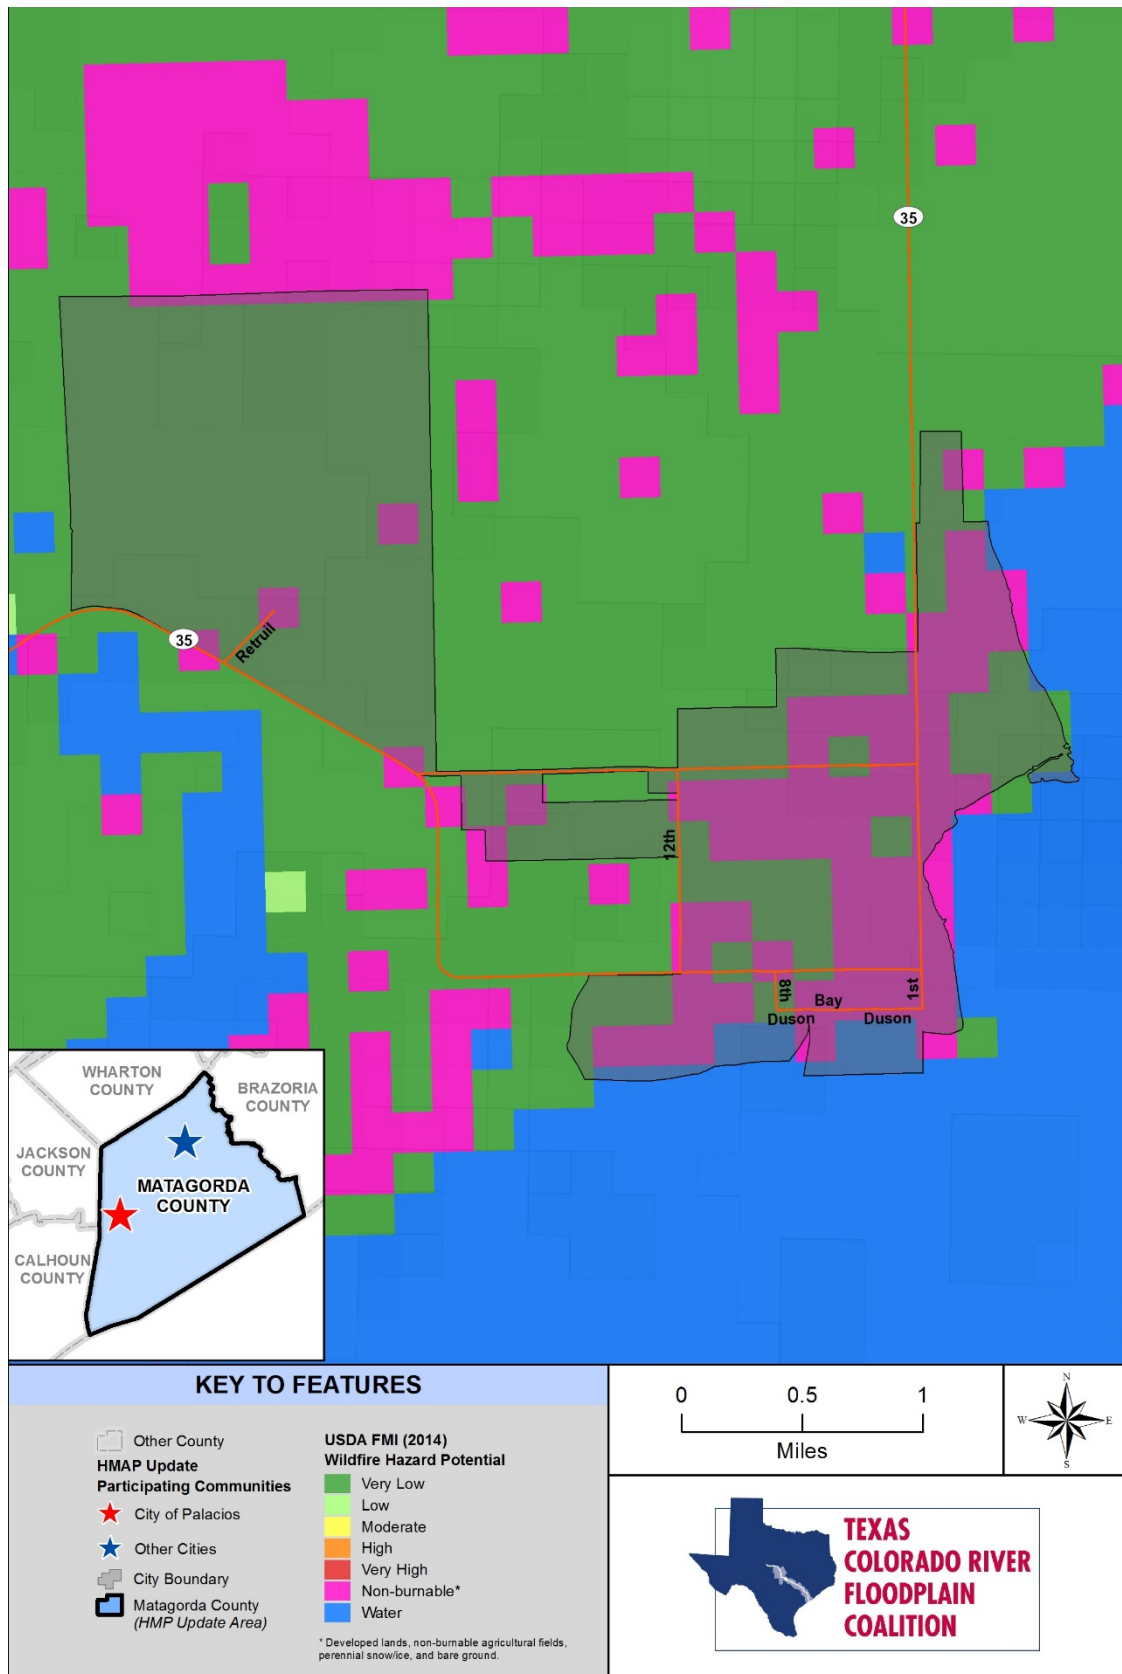 35
35
Retruil
12th
8th
1st
Bay
Duson
Duson
WHARTON
COUNTY
BRAZORIA
COUNTY
JACKSON
COUNTY
MATAGORDA
COUNTY
CALHOUN
COUNTY
KEY TO FEATURES
Other County
HMAP Update
Participating Communities
City of Palacios
Other Cities
City Boundary
Matagorda County
(HMP Update Area)
USDA FMI (2014)
Wildfire Hazard Potential
Very Low
Low
Moderate
High
Very High
Non-burnable*
Water
* Developed lands, non-burnable agricultural fields,
perennial snow/ice, and bare ground.
0 0.5 1
Miles
N
W E
S
TEXAS
COLORADO RIVER
FLOODPLAIN
COALITION